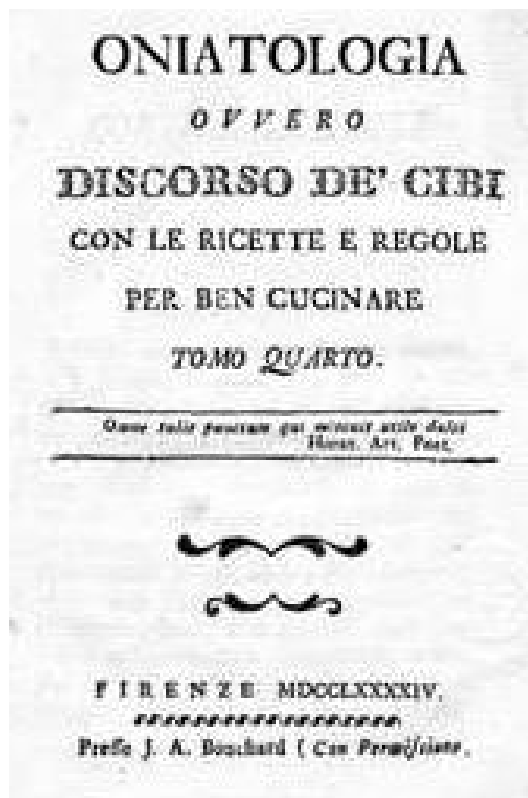 ONIATOLOGIA
OVVERO
DISCORSO DE' CIBI
CON LE RICETTE E REGOLE
PER BEN CUCINARE
TOMO QUARTO.
Omne tulit punctum qui miscuit utile dulci
Horat. Art. Poet.
FIRENZE MDCCLXXXXIV.
Presso J. A. Bouchard ( Con Permissione.